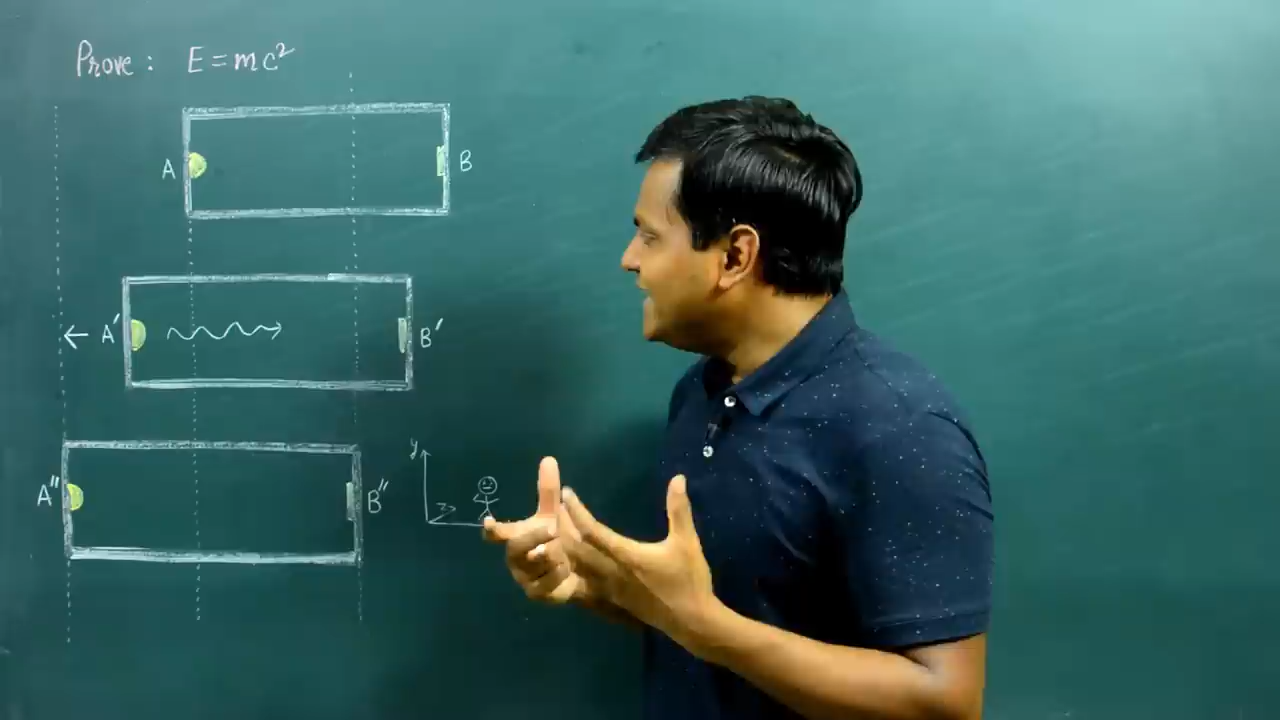 Prove : E = mc²
A B
A′ B′
y
A″ B″
z